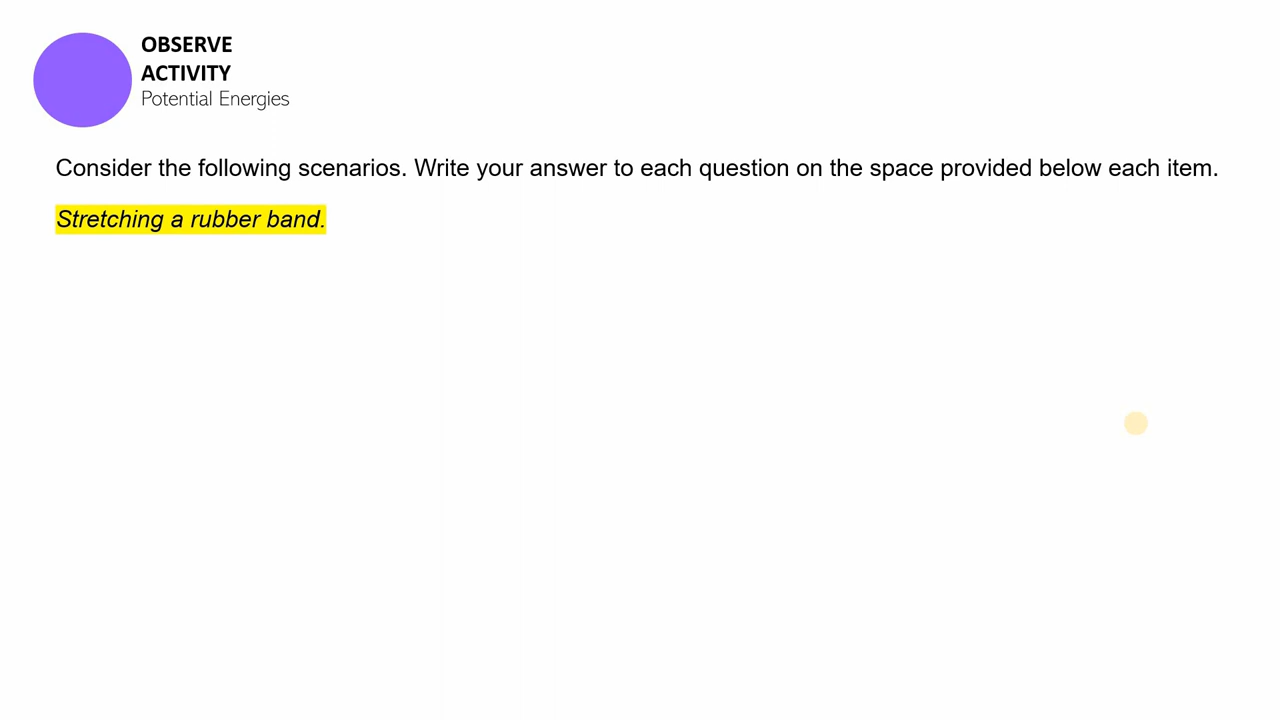 OBSERVE
ACTIVITY
Potential Energies
Consider the following scenarios. Write your answer to each question on the space provided below each item.
Stretching a rubber band.